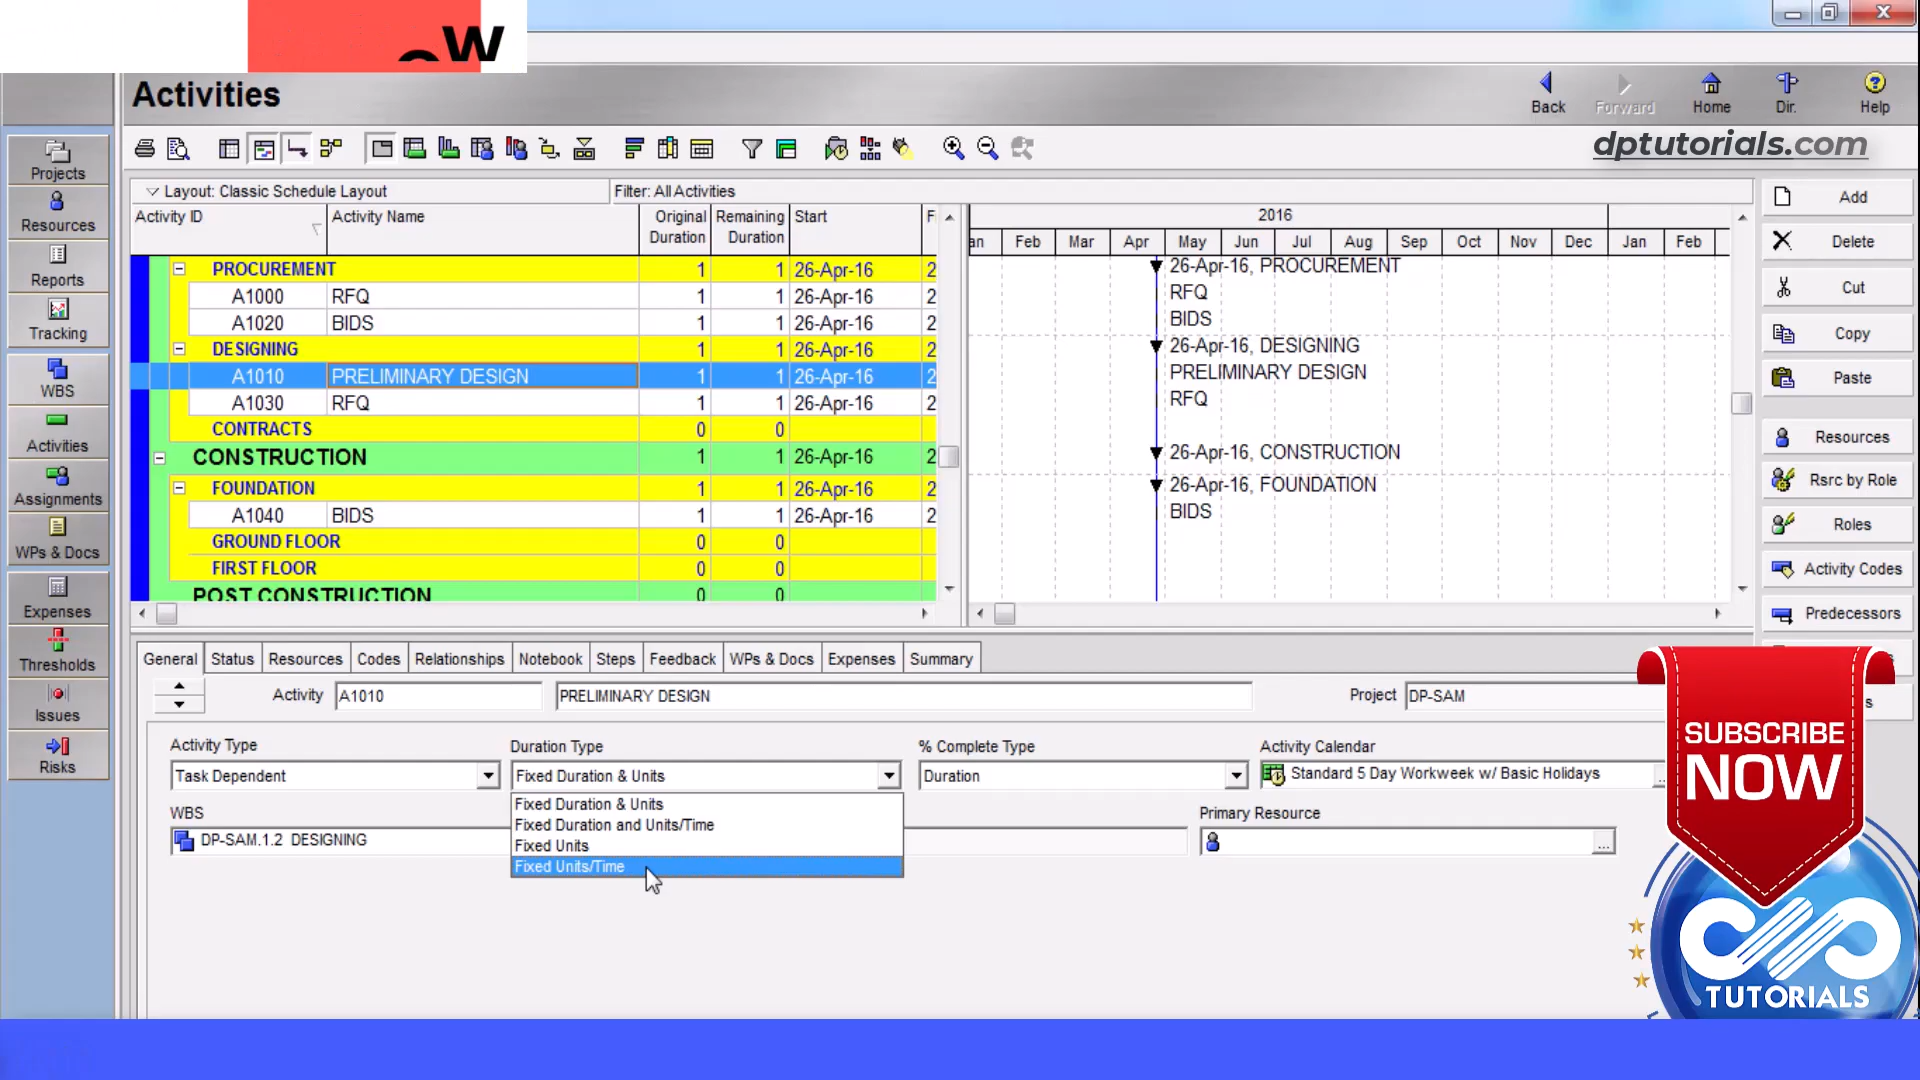 ow
Activities
Back
Forward
Home
Dir.
Help
dptutorials.com
Projects
Resources
Reports
Tracking
WBS
Activities
Assignments
WPs & Docs
Expenses
Thresholds
Issues
Risks
Layout: Classic Schedule Layout
Filter: All Activities
Activity ID
Activity Name
Original Duration
Remaining Duration
Start
F
PROCUREMENT 1 1 26-Apr-16 2
A1000 RFQ 1 1 26-Apr-16 2
A1020 BIDS 1 1 26-Apr-16 2
DESIGNING 1 1 26-Apr-16 2
A1010 PRELIMINARY DESIGN 1 1 26-Apr-16 2
A1030 RFQ 1 1 26-Apr-16 2
CONTRACTS 0 0
CONSTRUCTION 1 1 26-Apr-16 2
FOUNDATION 1 1 26-Apr-16 2
A1040 BIDS 1 1 26-Apr-16 2
GROUND FLOOR 0 0
FIRST FLOOR 0 0
POST CONSTRUCTION 0 0
2016
an Feb Mar Apr May Jun Jul Aug Sep Oct Nov Dec Jan Feb
26-Apr-16, PROCUREMENT
RFQ
BIDS
26-Apr-16, DESIGNING
PRELIMINARY DESIGN
RFQ
26-Apr-16, CONSTRUCTION
26-Apr-16, FOUNDATION
BIDS
Add
Delete
Cut
Copy
Paste
Resources
Rsrc by Role
Roles
Activity Codes
Predecessors
General Status Resources Codes Relationships Notebook Steps Feedback WPs & Docs Expenses Summary
Activity A1010 PRELIMINARY DESIGN Project DP-SAM
Activity Type
Task Dependent
Duration Type
Fixed Duration & Units
Fixed Duration & Units
Fixed Duration and Units/Time
Fixed Units
Fixed Units/Time
% Complete Type
Duration
Activity Calendar
Standard 5 Day Workweek w/ Basic Holidays
...
WBS
DP-SAM.1.2 DESIGNING
Primary Resource
...
SUBSCRIBE
NOW
TUTORIALS